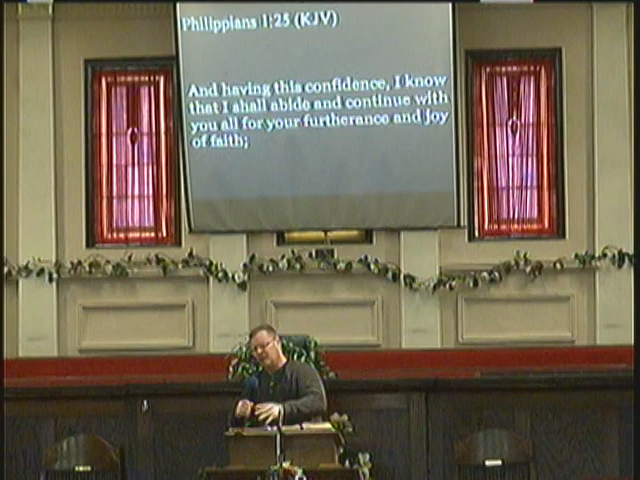 Philippians 1:25 (KJV)
And having this confidence, I know
that I shall abide and continue with
you all for your furtherance and joy
of faith;